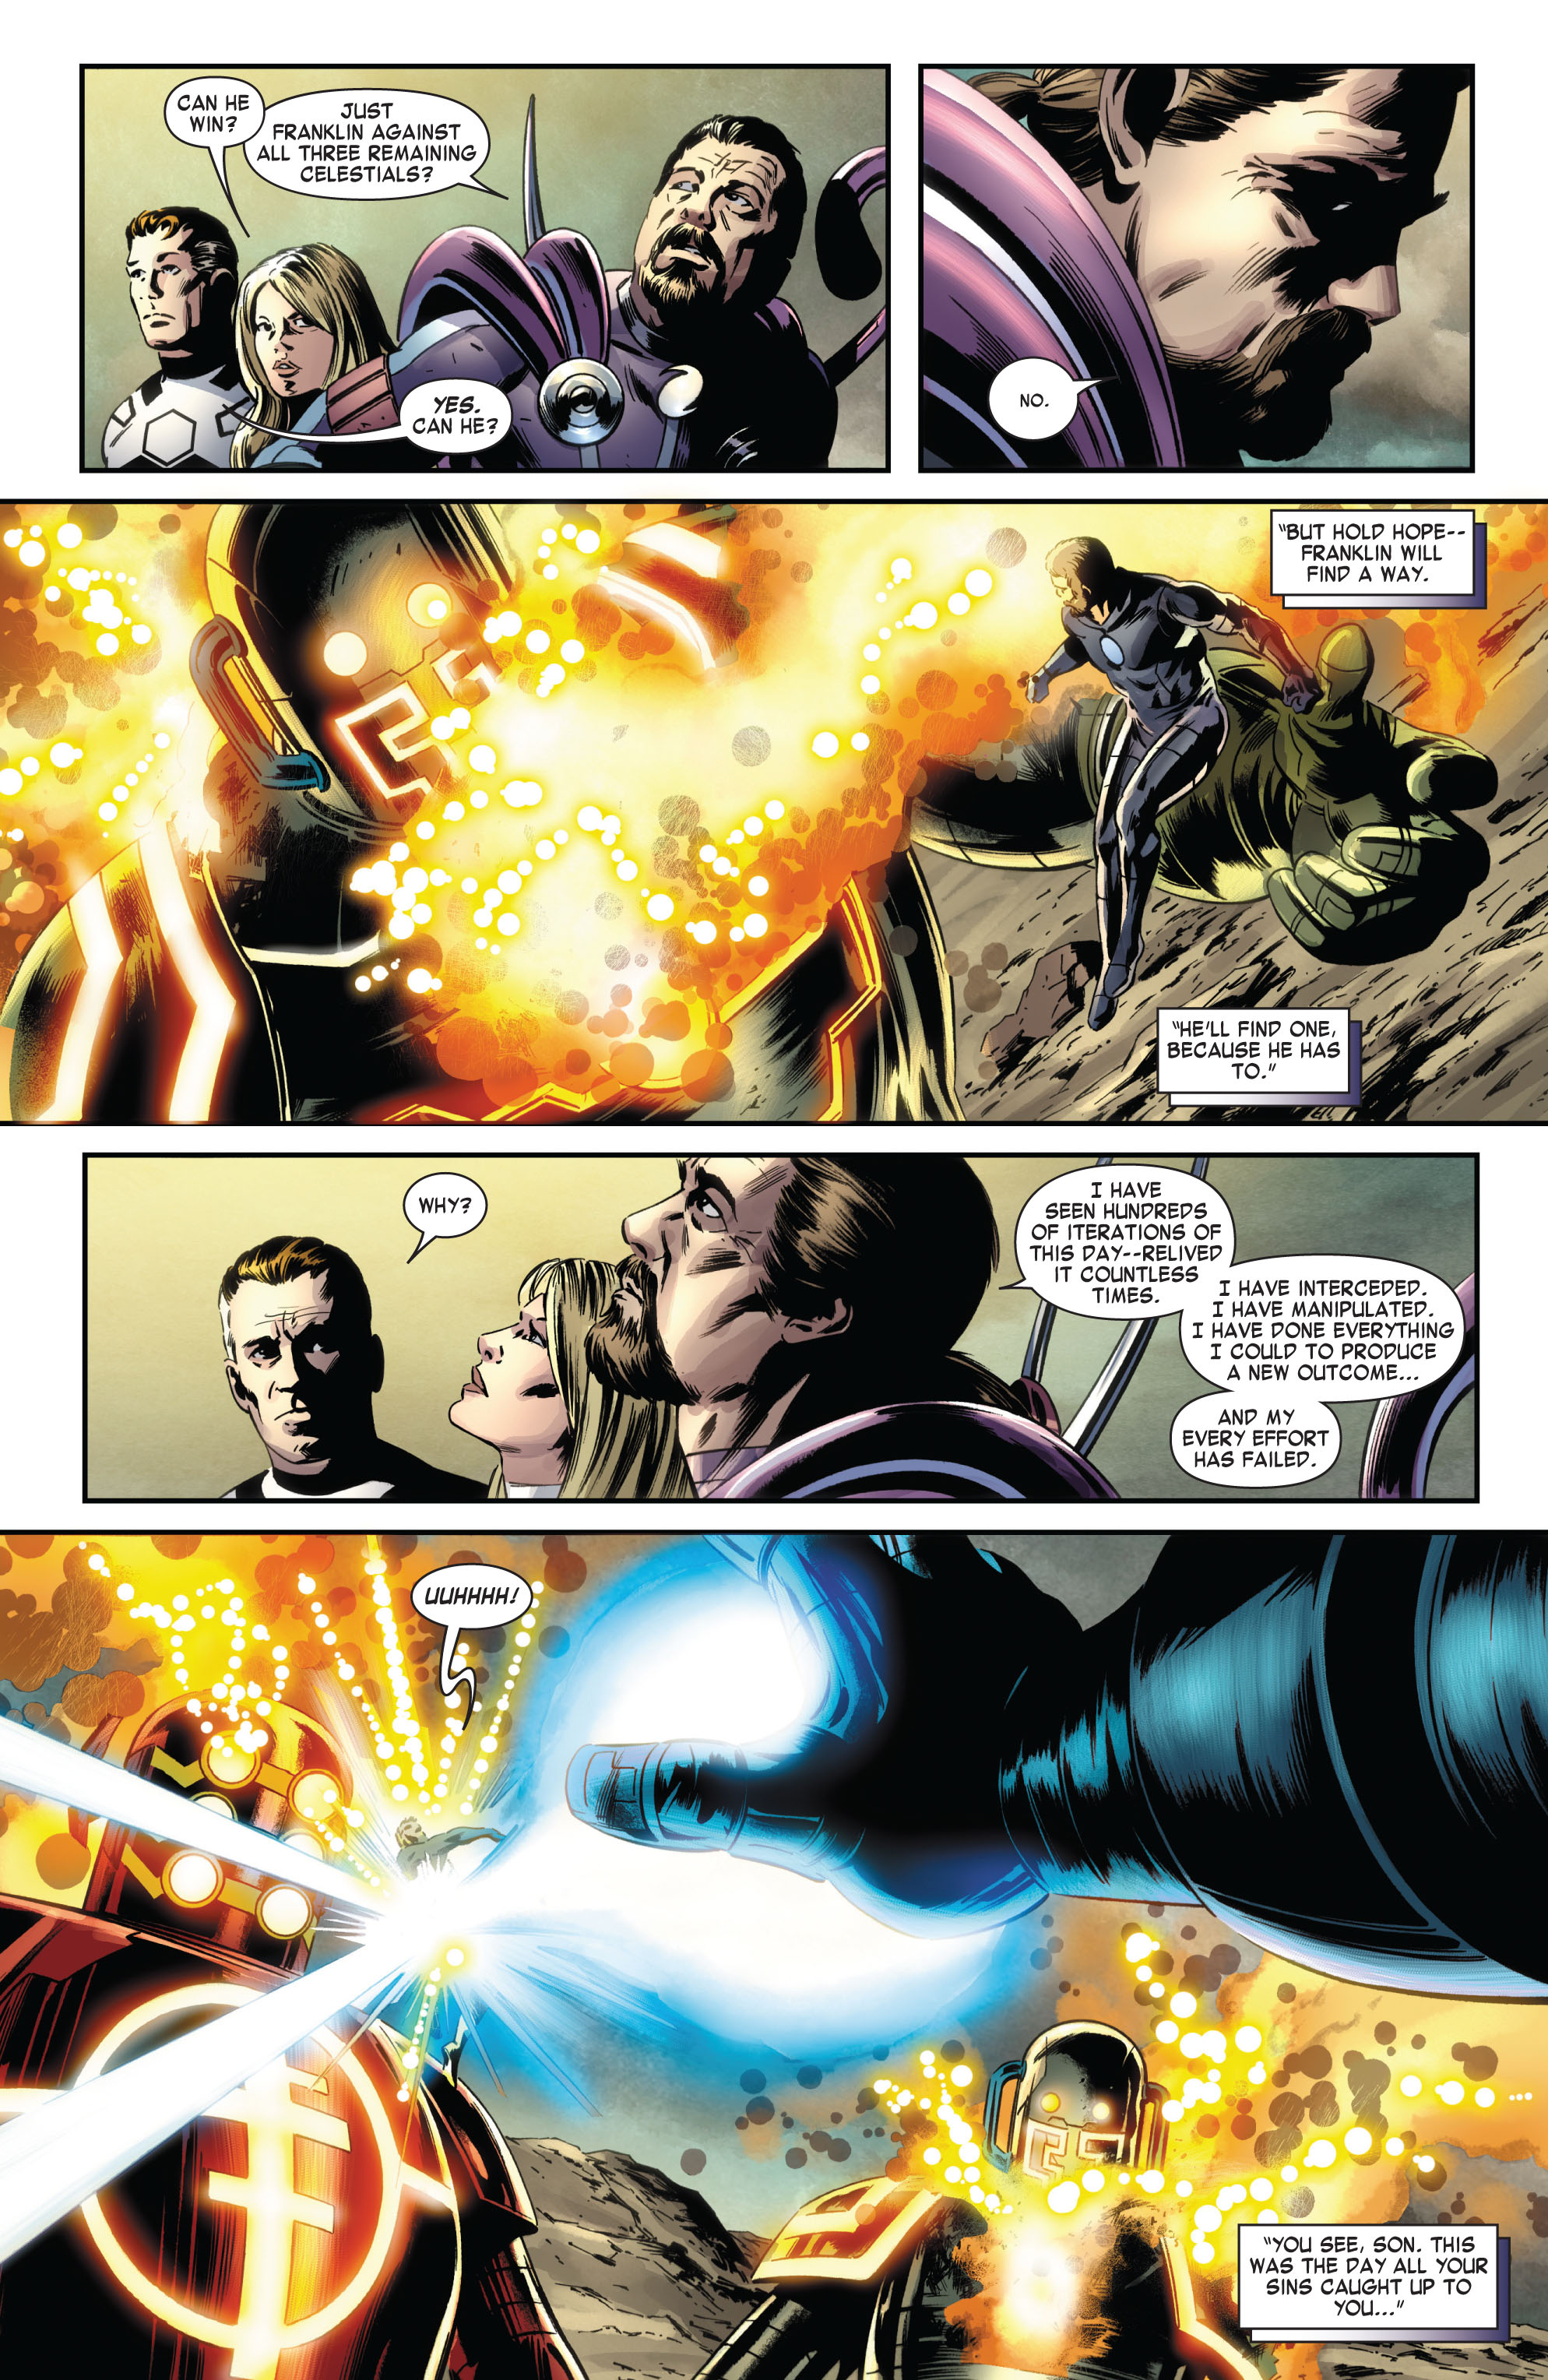 CAN HE
WIN?
JUST
FRANKLIN AGAINST
ALL THREE REMAINING
CELESTIALS?
YES.
CAN HE?
NO.
"BUT HOLD HOPE--
FRANKLIN WILL
FIND A WAY.
"HE'LL FIND ONE,
BECAUSE HE HAS
TO."
WHY?
I HAVE
SEEN HUNDREDS
OF ITERATIONS OF
THIS DAY--RELIVED
IT COUNTLESS
TIMES.
I HAVE INTERCEDED.
I HAVE MANIPULATED.
I HAVE DONE EVERYTHING
I COULD TO PRODUCE
A NEW OUTCOME...
AND MY
EVERY EFFORT
HAS FAILED.
UUHHHH!
"YOU SEE, SON. THIS
WAS THE DAY ALL YOUR
SINS CAUGHT UP TO
YOU..."